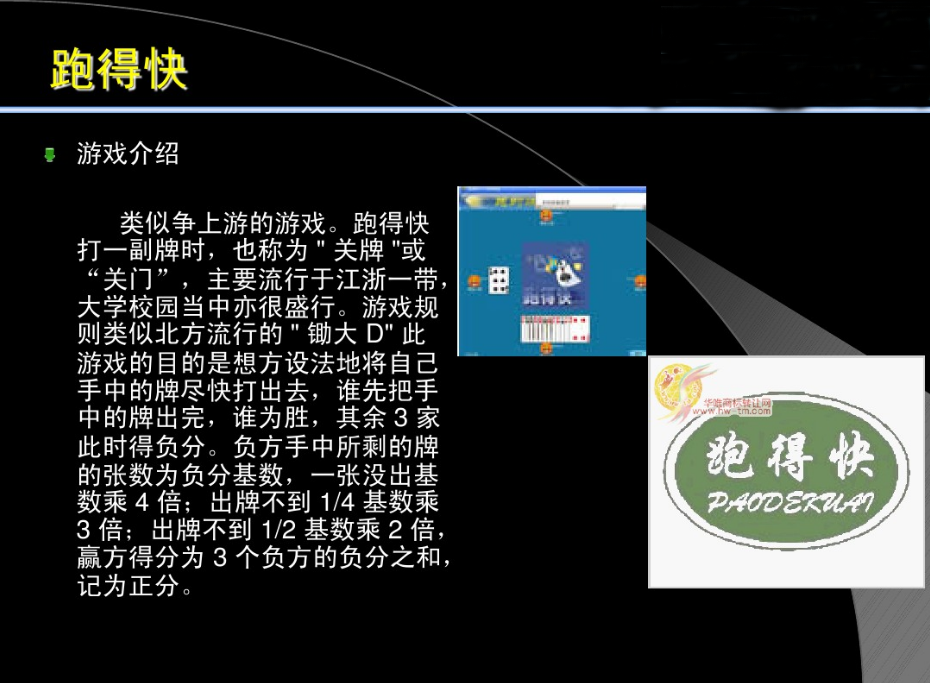 跑得快
游戏介绍
类似争上游的游戏。跑得快
打一副牌时，也称为 " 关牌 "或
“关门”，主要流行于江浙一带，
大学校园当中亦很盛行。游戏规
则类似北方流行的 " 锄大 D" 此
游戏的目的是想方设法地将自己
手中的牌尽快打出去，谁先把手
中的牌出完，谁为胜，其余 3 家
此时得负分。负方手中所剩的牌
的张数为负分基数，一张没出基
数乘 4 倍；出牌不到 1/4 基数乘
3 倍；出牌不到 1/2 基数乘 2 倍，
赢方得分为 3 个负方的负分之和，
记为正分。
跑得快
华唯商标转让网
www.hw-tm.com
跑得快
PAODEKUAI